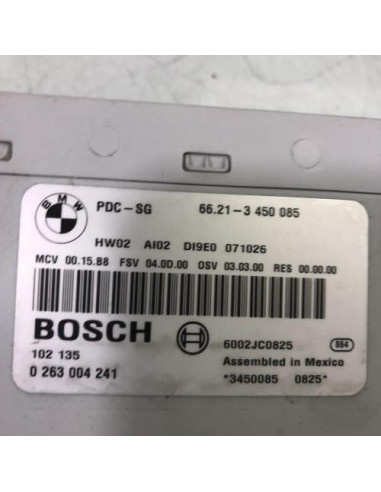 BMW
PDC-SG 66.21-3 450 085
HW02 AI02 DI9E0 071026
MCV 00.15.B8 FSV 04.0D.00 OSV 03.03.00 RES 00.00.00
BOSCH
6002JC0825 864
102 135 Assembled in Mexico
0 263 004 241 *3450085 0825*